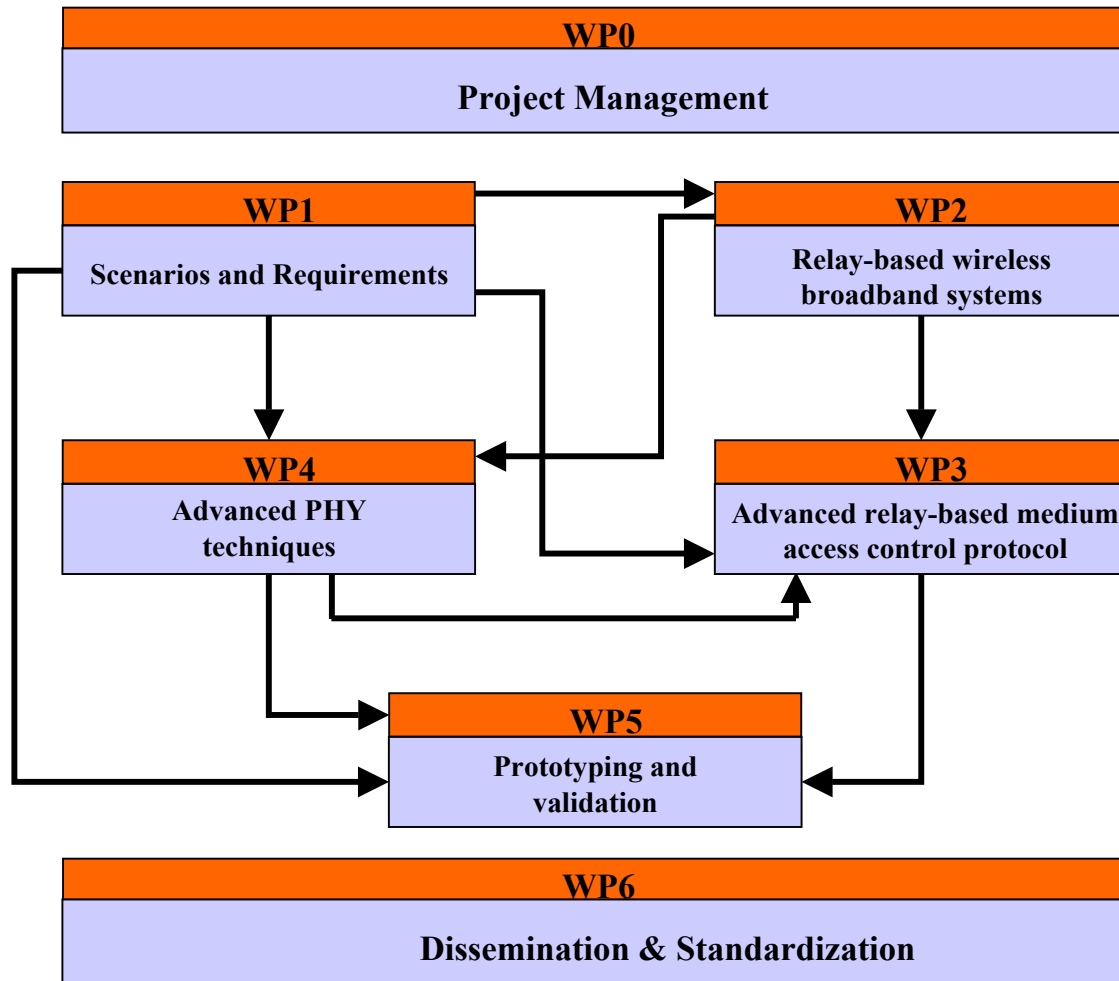 WP0
Project Management
WP1
Scenarios and Requirements
WP2
Relay-based wireless
broadband systems
WP4
Advanced PHY
techniques
WP3
Advanced relay-based medium
access control protocol
WP5
Prototyping and
validation
WP6
Dissemination & Standardization